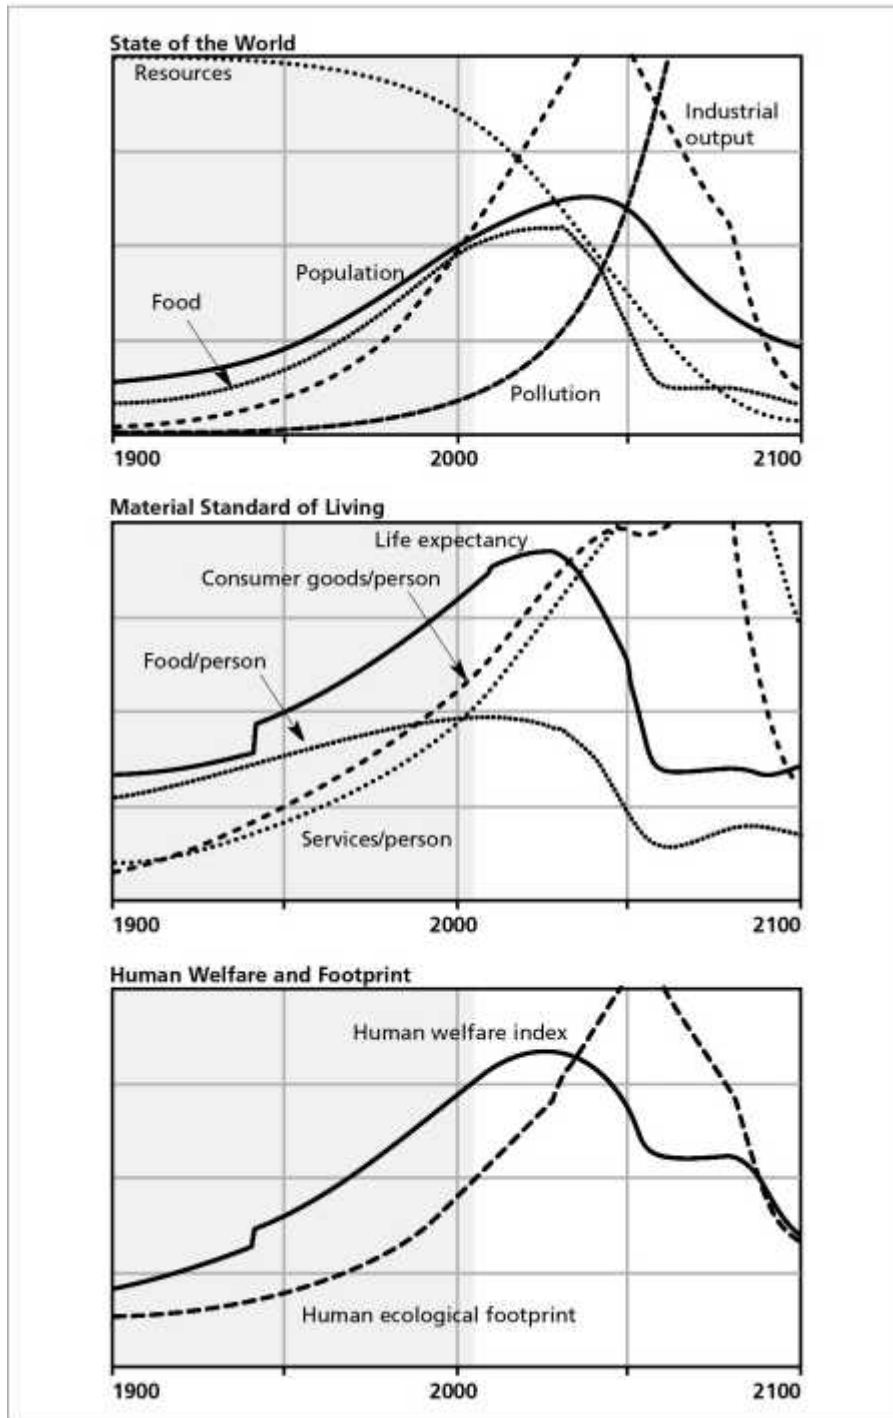 State of the World
Resources
Industrial
output
Population
Food
Pollution
1900 2000 2100
Material Standard of Living
Life expectancy
Consumer goods/person
Food/person
Services/person
1900 2000 2100
Human Welfare and Footprint
Human welfare index
Human ecological footprint
1900 2000 2100